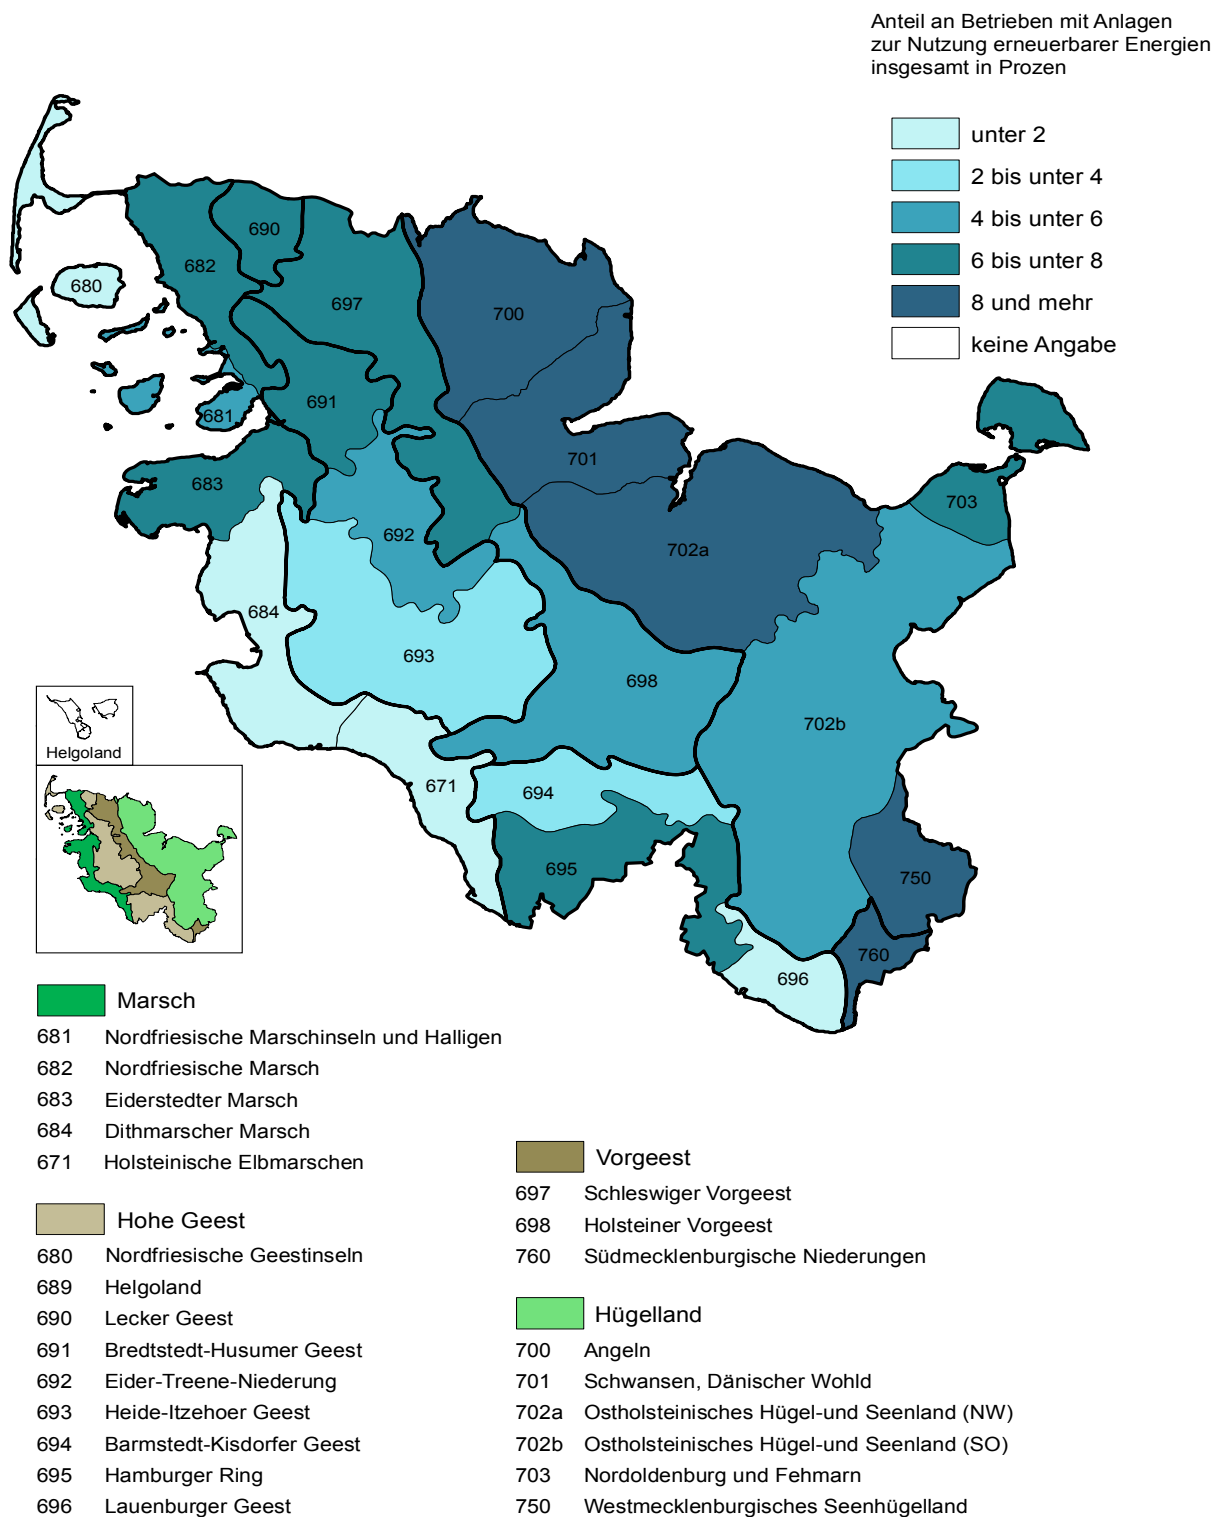 Anteil an Betrieben mit Anlagen
zur Nutzung erneuerbarer Energien
insgesamt in Prozen
unter 2
2 bis unter 4
4 bis unter 6
6 bis unter 8
8 und mehr
keine Angabe
690
682
680
697
700
691
681
701
683
703
692
702a
684
693
698
702b
Helgoland
671
694
695
750
760
696
Marsch
681 Nordfriesische Marschinseln und Halligen
682 Nordfriesische Marsch
683 Eiderstedter Marsch
684 Dithmarscher Marsch
671 Holsteinische Elbmarschen
Hohe Geest
680 Nordfriesische Geestinseln
689 Helgoland
690 Lecker Geest
691 Bredtstedt-Husumer Geest
692 Eider-Treene-Niederung
693 Heide-Itzehoer Geest
694 Barmstedt-Kisdorfer Geest
695 Hamburger Ring
696 Lauenburger Geest
Vorgeest
697 Schleswiger Vorgeest
698 Holsteiner Vorgeest
760 Südmecklenburgische Niederungen
Hügelland
700 Angeln
701 Schwansen, Dänischer Wohld
702a Ostholsteinisches Hügel-und Seenland (NW)
702b Ostholsteinisches Hügel-und Seenland (SO)
703 Nordoldenburg und Fehmarn
750 Westmecklenburgisches Seenhügelland